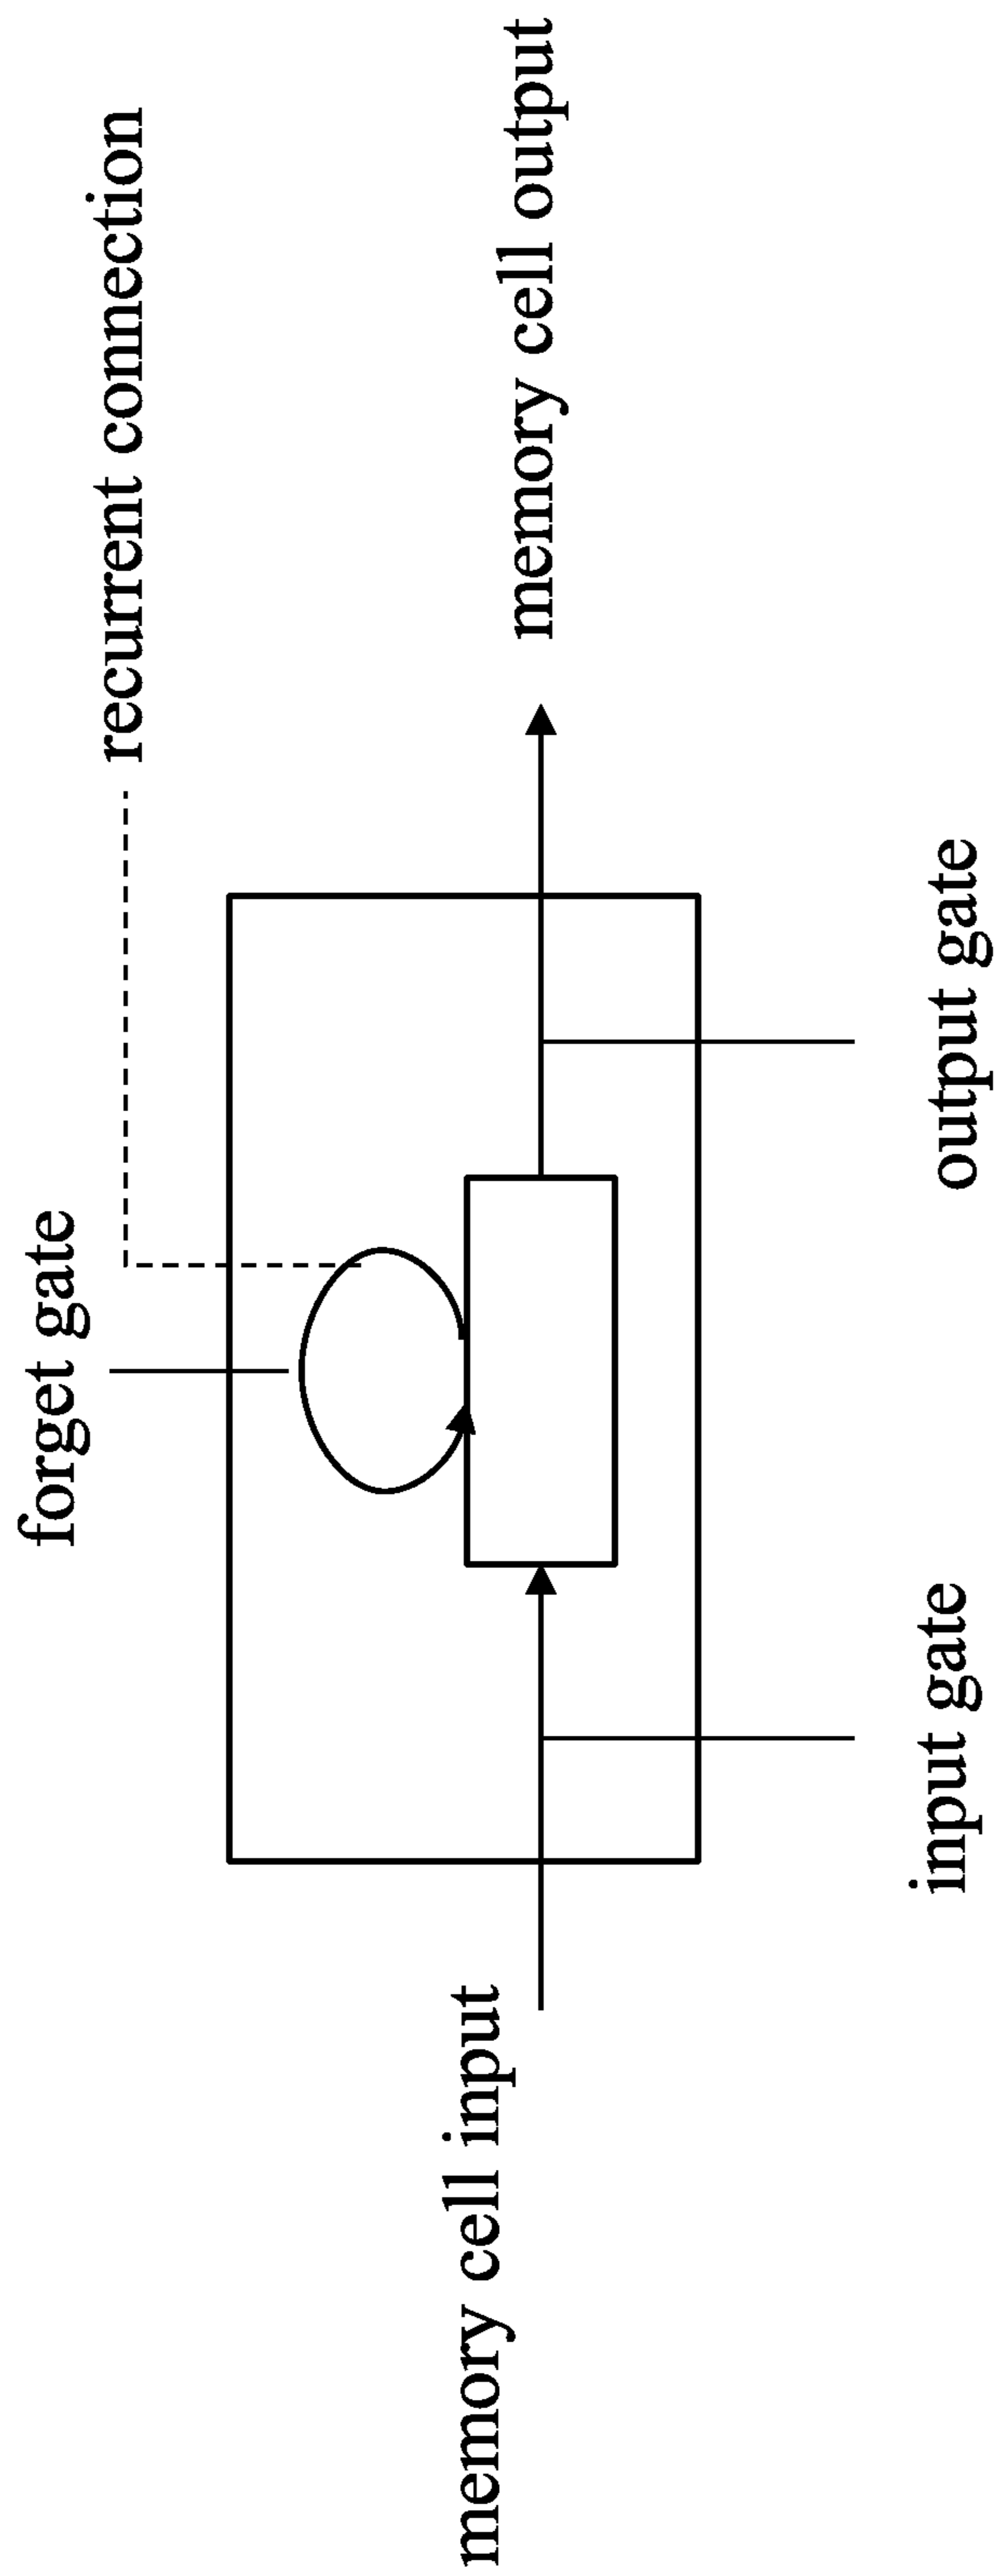 forget gate
recurrent connection
memory cell input
memory cell output
input gate
output gate